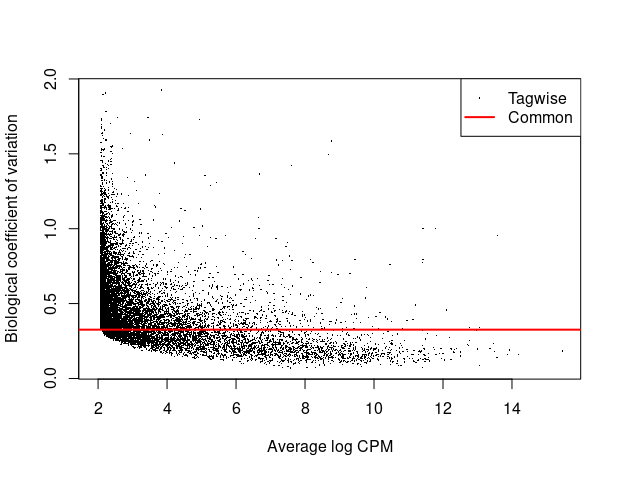 Tagwise
Common
Biological coefficient of variation
2.0
1.5
1.0
0.5
0.0
2 4 6 8 10 12 14
Average log CPM